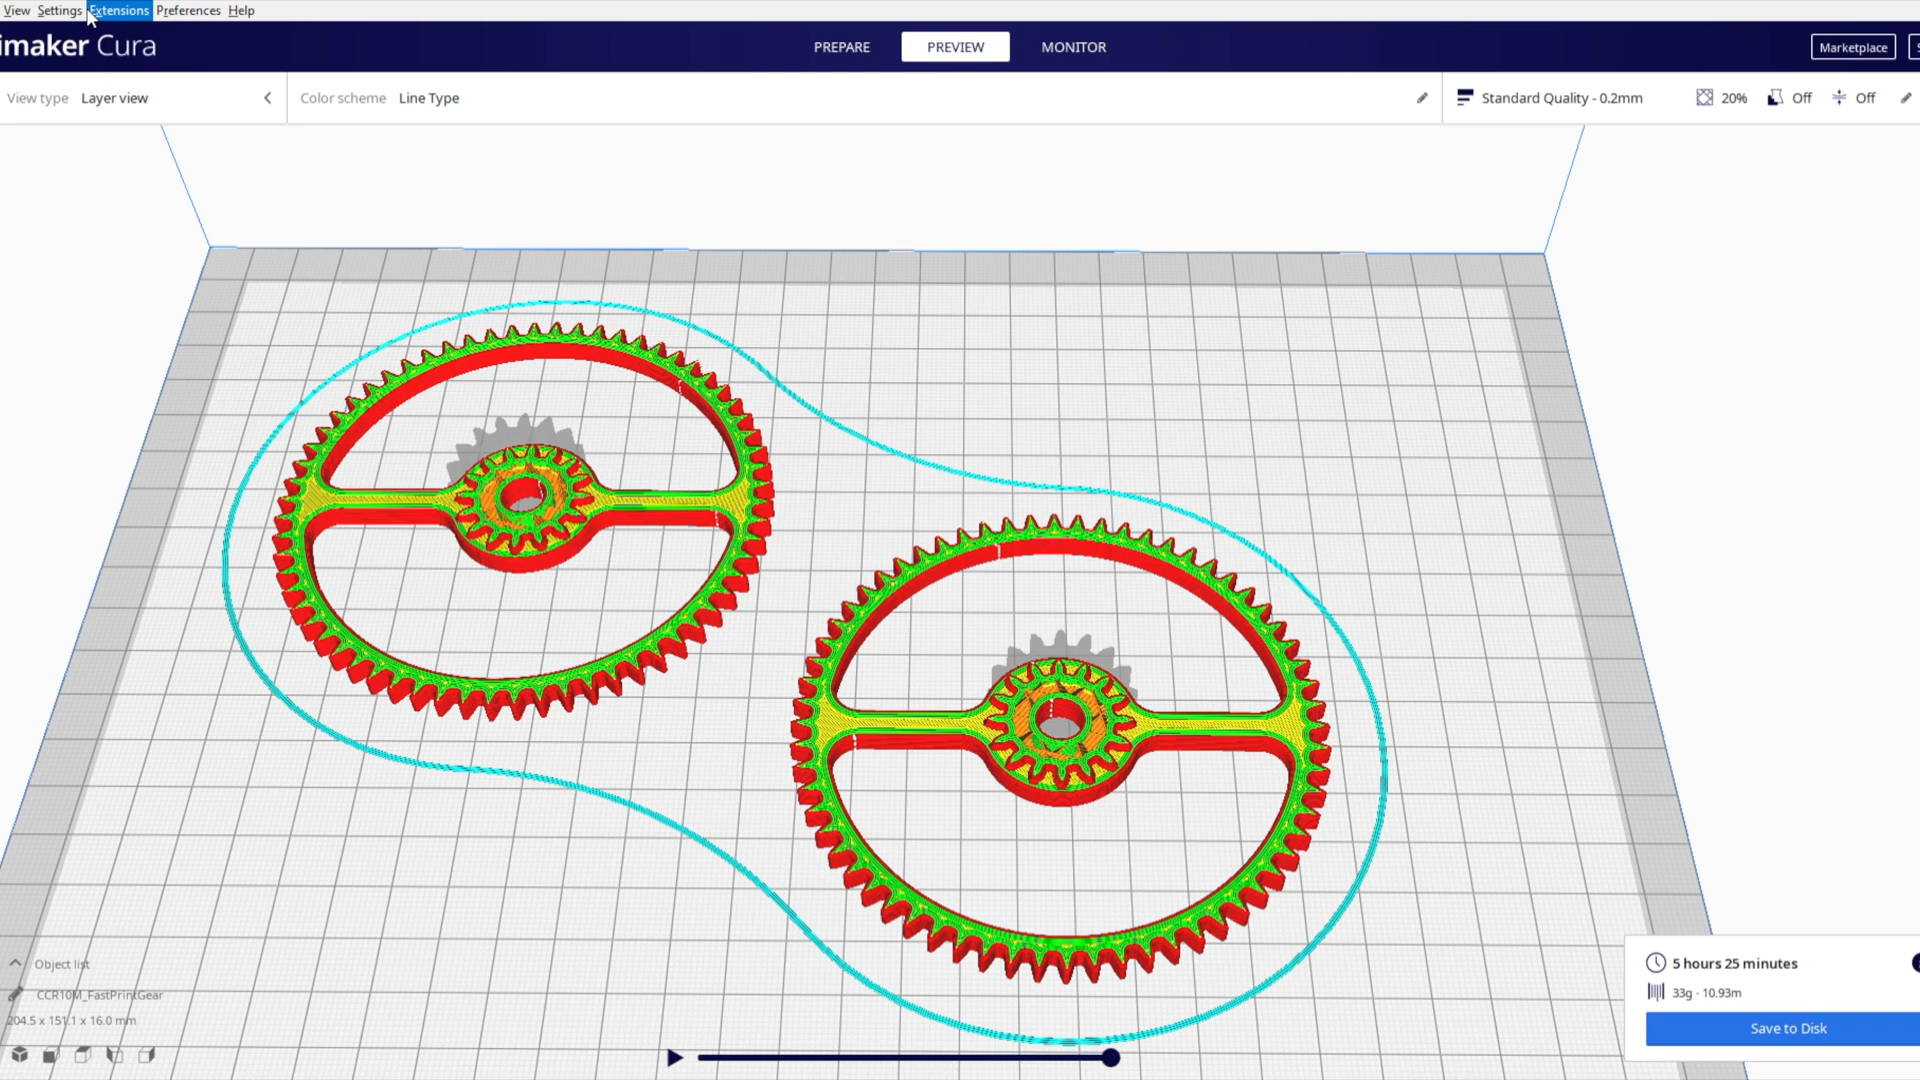 View Settings Extensions Preferences Help
imaker Cura
PREPARE PREVIEW MONITOR
Marketplace
View type Layer view
Color scheme Line Type
Standard Quality - 0.2mm 20% Off Off
Object list
CCR10M_FastPrintGear
204.5 x 151.1 x 16.0 mm
5 hours 25 minutes
33g · 10.93m
Save to Disk